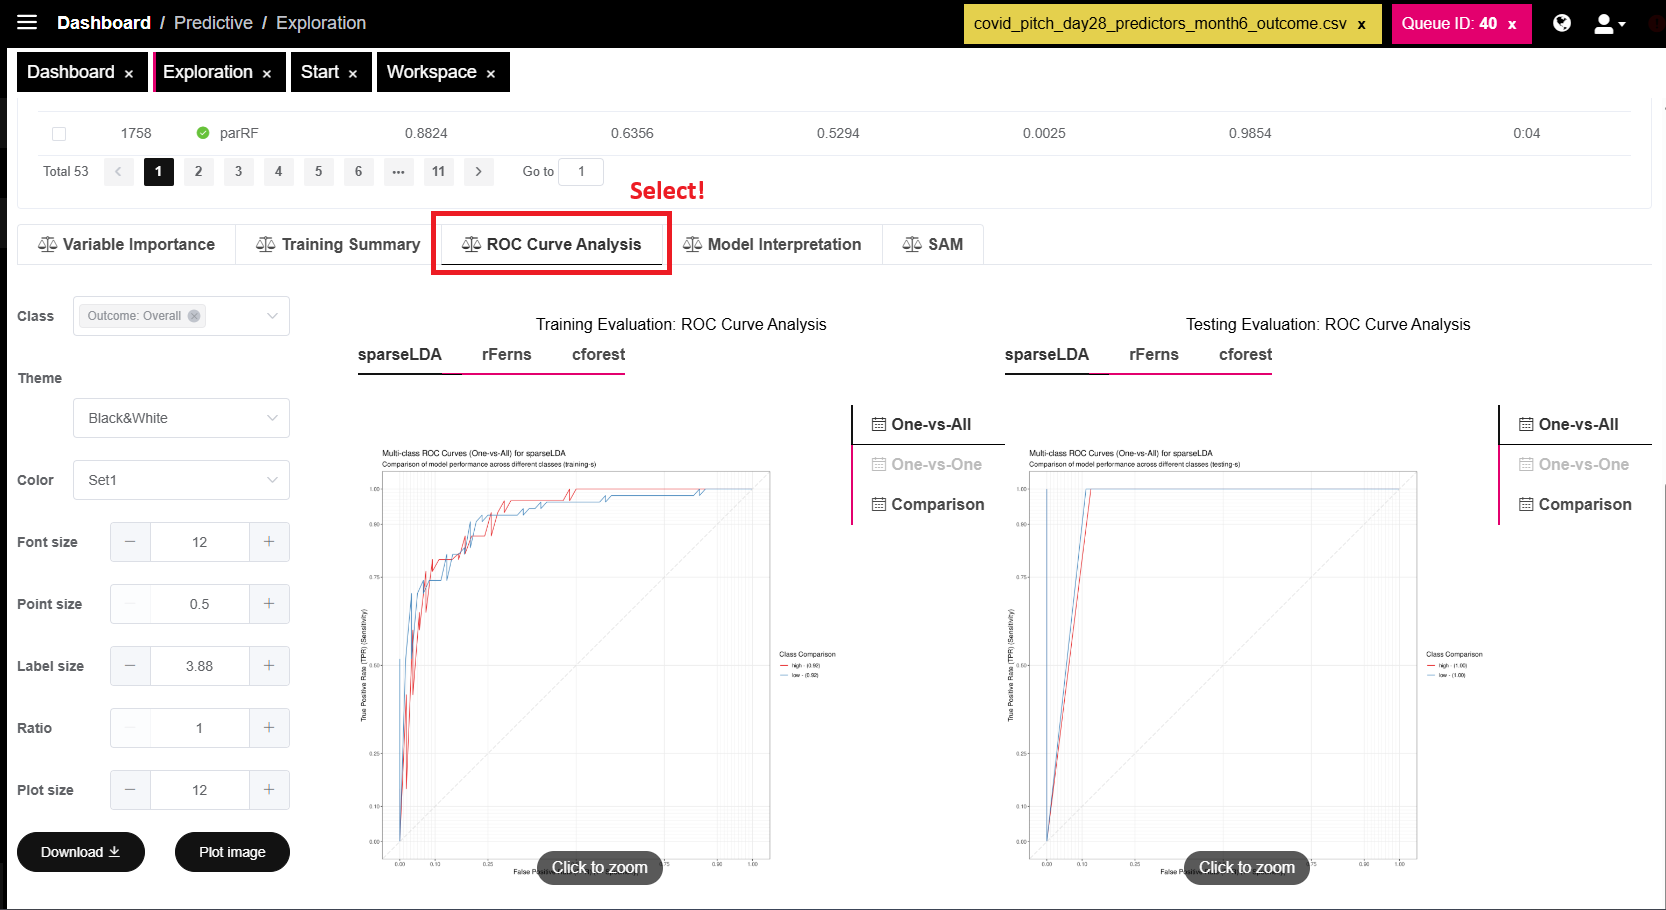 Dashboard / Predictive / Exploration
covid_pitch_day28_predictors_month6_outcome.csv x
Queue ID: 40 x
Dashboard × Exploration × Start × Workspace ×
1758 parRF 0.8824 0.6356 0.5294 0.0025 0.9854 0:04
Total 53 < 1 2 3 4 5 6 ••• 11 > Go to 1
Select!
Variable Importance Training Summary ROC Curve Analysis Model Interpretation SAM
Class Outcome: Overall
Theme
Black&White
Color Set1
Font size − 12 +
Point size − 0.5 +
Label size − 3.88 +
Ratio − 1 +
Plot size − 12 +
Download Plot image
Training Evaluation: ROC Curve Analysis
sparseLDA rFerns cforest
One-vs-All
One-vs-One
Comparison
Multi-class ROC Curves (One-vs-All) for sparseLDA
Comparison of model performance across different classes (training-s)
True Positive Rate (TPR) (Sensitivity)
1.00
0.90
0.75
0.50
0.25
0.10
0.00
0.00 0.10 0.25 75 0.90 1.00
False Positi
Click to zoom
Class Comparison
high - (0.92)
low - (0.92)
Testing Evaluation: ROC Curve Analysis
sparseLDA rFerns cforest
One-vs-All
One-vs-One
Comparison
Multi-class ROC Curves (One-vs-All) for sparseLDA
Comparison of model performance across different classes (testing-s)
True Positive Rate (TPR) (Sensitivity)
1.00
0.90
0.75
0.50
0.25
0.10
0.00
0.00 0.10 0.25 75 0.90 1.00
False Positi
Click to zoom
Class Comparison
high - (1.00)
low - (1.00)